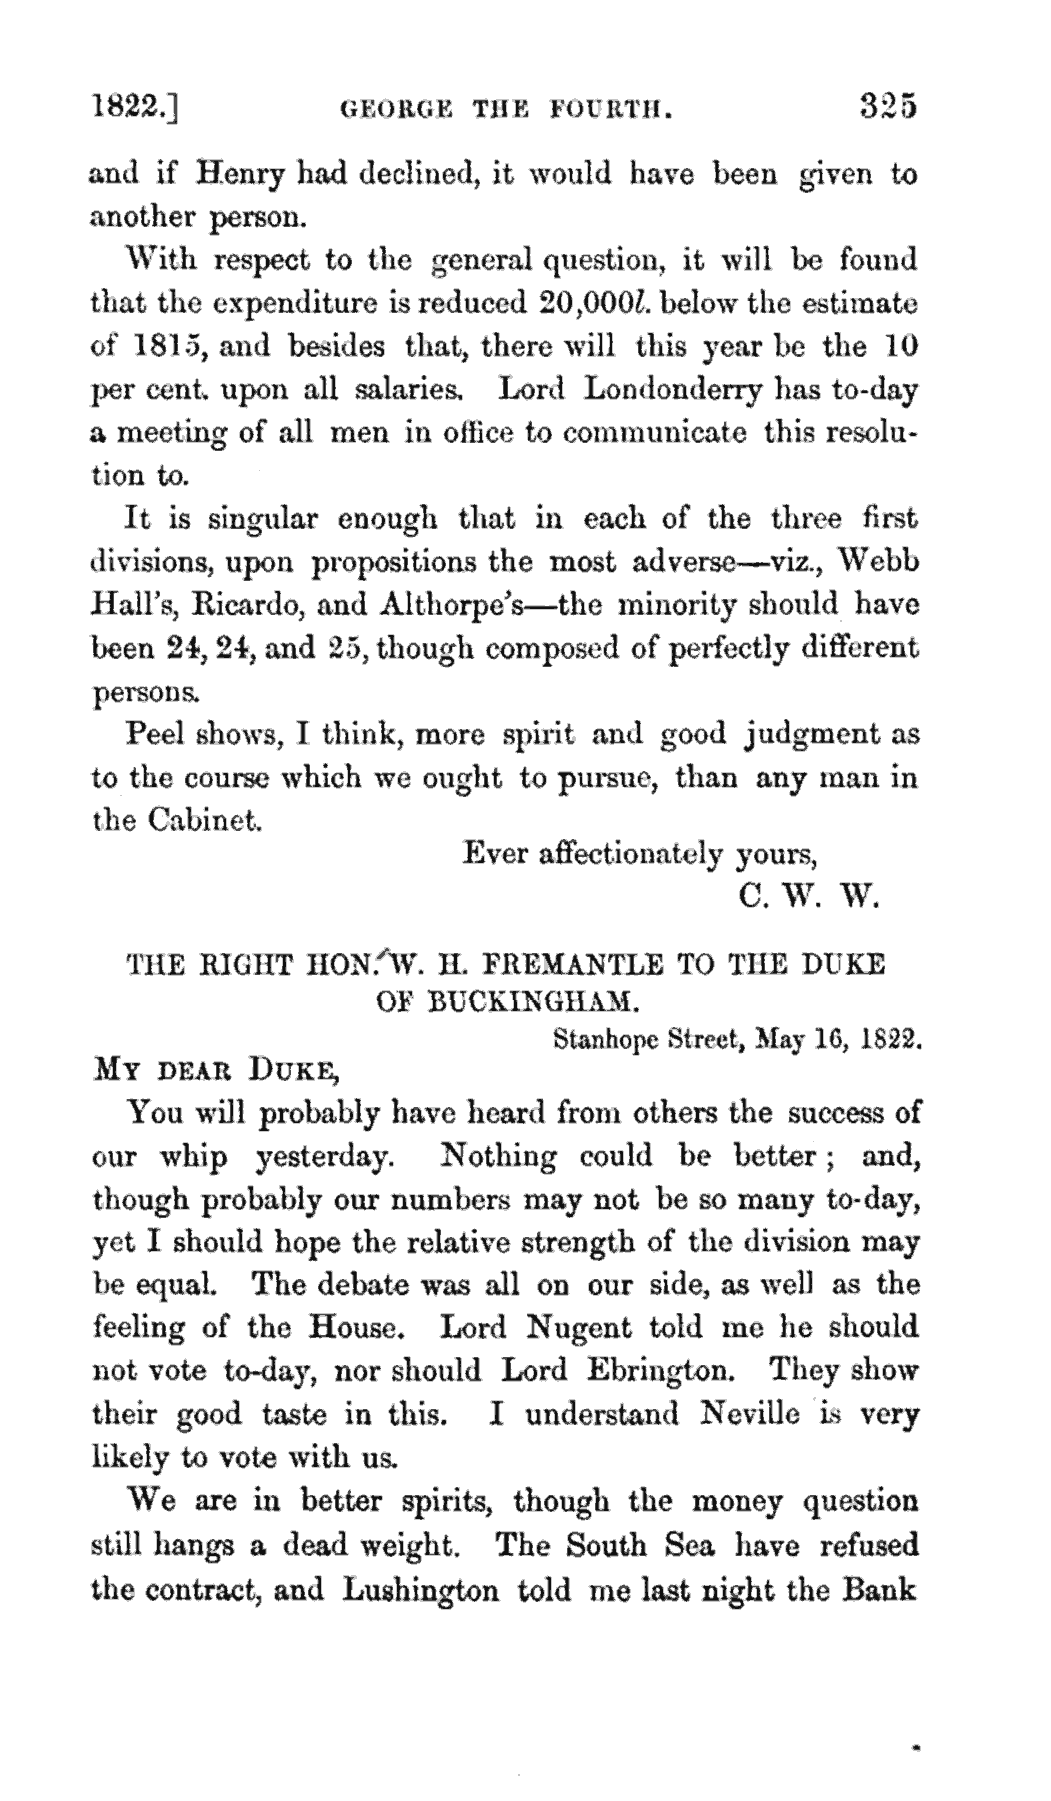 1822.] GEORGE THE FOURTH. 325
and if Henry had declined, it would have been given to
another person.
With respect to the general question, it will be found
that the expenditure is reduced 20,000l. below the estimate
of 1815, and besides that, there will this year be the 10
per cent. upon all salaries. Lord Londonderry has to-day
a meeting of all men in office to communicate this resolu-
tion to.
It is singular enough that in each of the three first
divisions, upon propositions the most adverse—viz., Webb
Hall's, Ricardo, and Althorpe's—the minority should have
been 24, 24, and 25, though composed of perfectly different
persons.
Peel shows, I think, more spirit and good judgment as
to the course which we ought to pursue, than any man in
the Cabinet.
Ever affectionately yours,
C. W. W.
THE RIGHT HON. W. H. FREMANTLE TO THE DUKE
OF BUCKINGHAM.
Stanhope Street, May 16, 1822.
MY DEAR DUKE,
You will probably have heard from others the success of
our whip yesterday. Nothing could be better; and,
though probably our numbers may not be so many to-day,
yet I should hope the relative strength of the division may
be equal. The debate was all on our side, as well as the
feeling of the House. Lord Nugent told me he should
not vote to-day, nor should Lord Ebrington. They show
their good taste in this. I understand Neville is very
likely to vote with us.
We are in better spirits, though the money question
still hangs a dead weight. The South Sea have refused
the contract, and Lushington told me last night the Bank